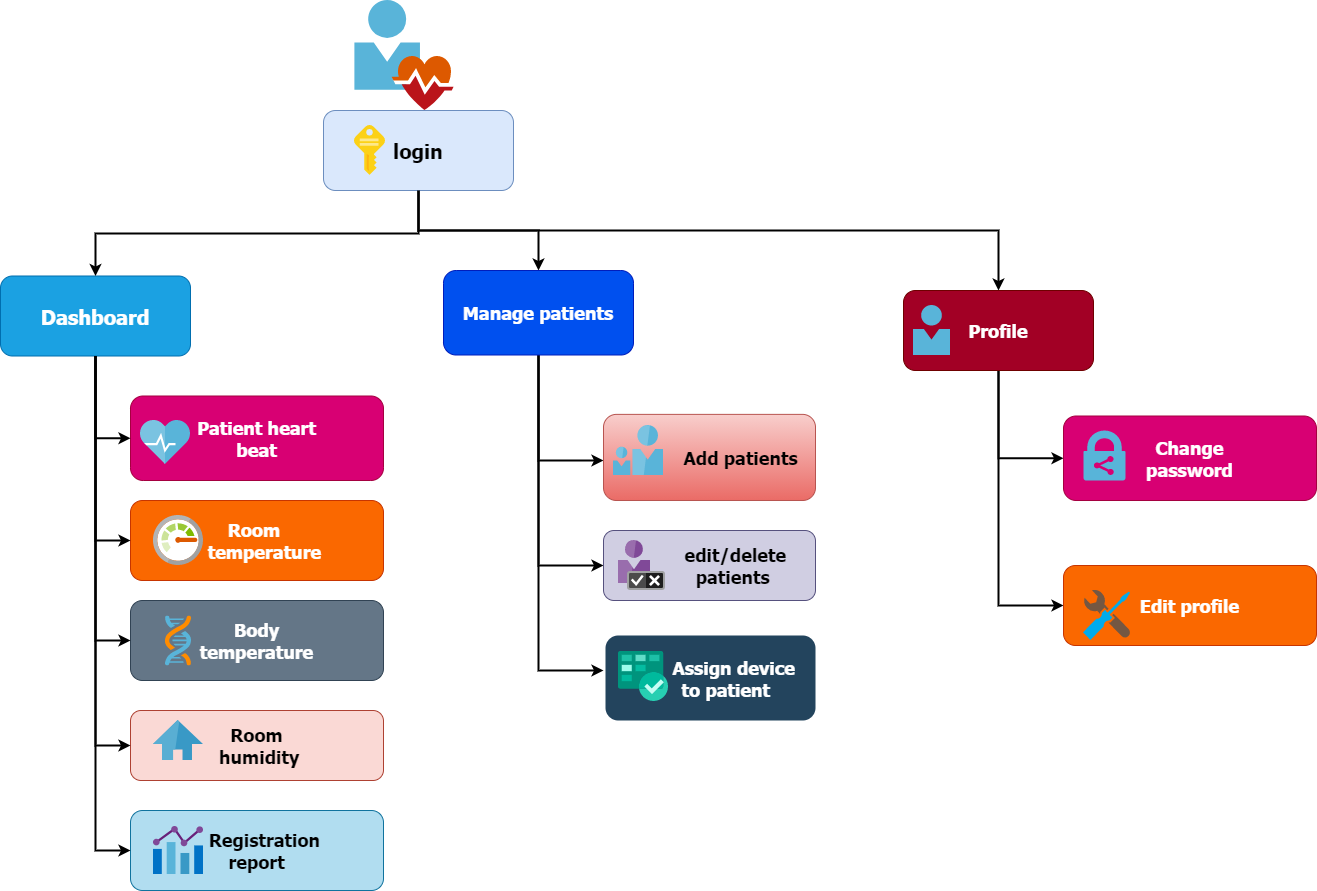 login
Dashboard
Manage patients
Profile
Patient heart
beat
Room
temperature
Body
temperature
Room
humidity
Registration
report
Add patients
edit/delete
patients
Assign device
to patient
Change
password
Edit profile